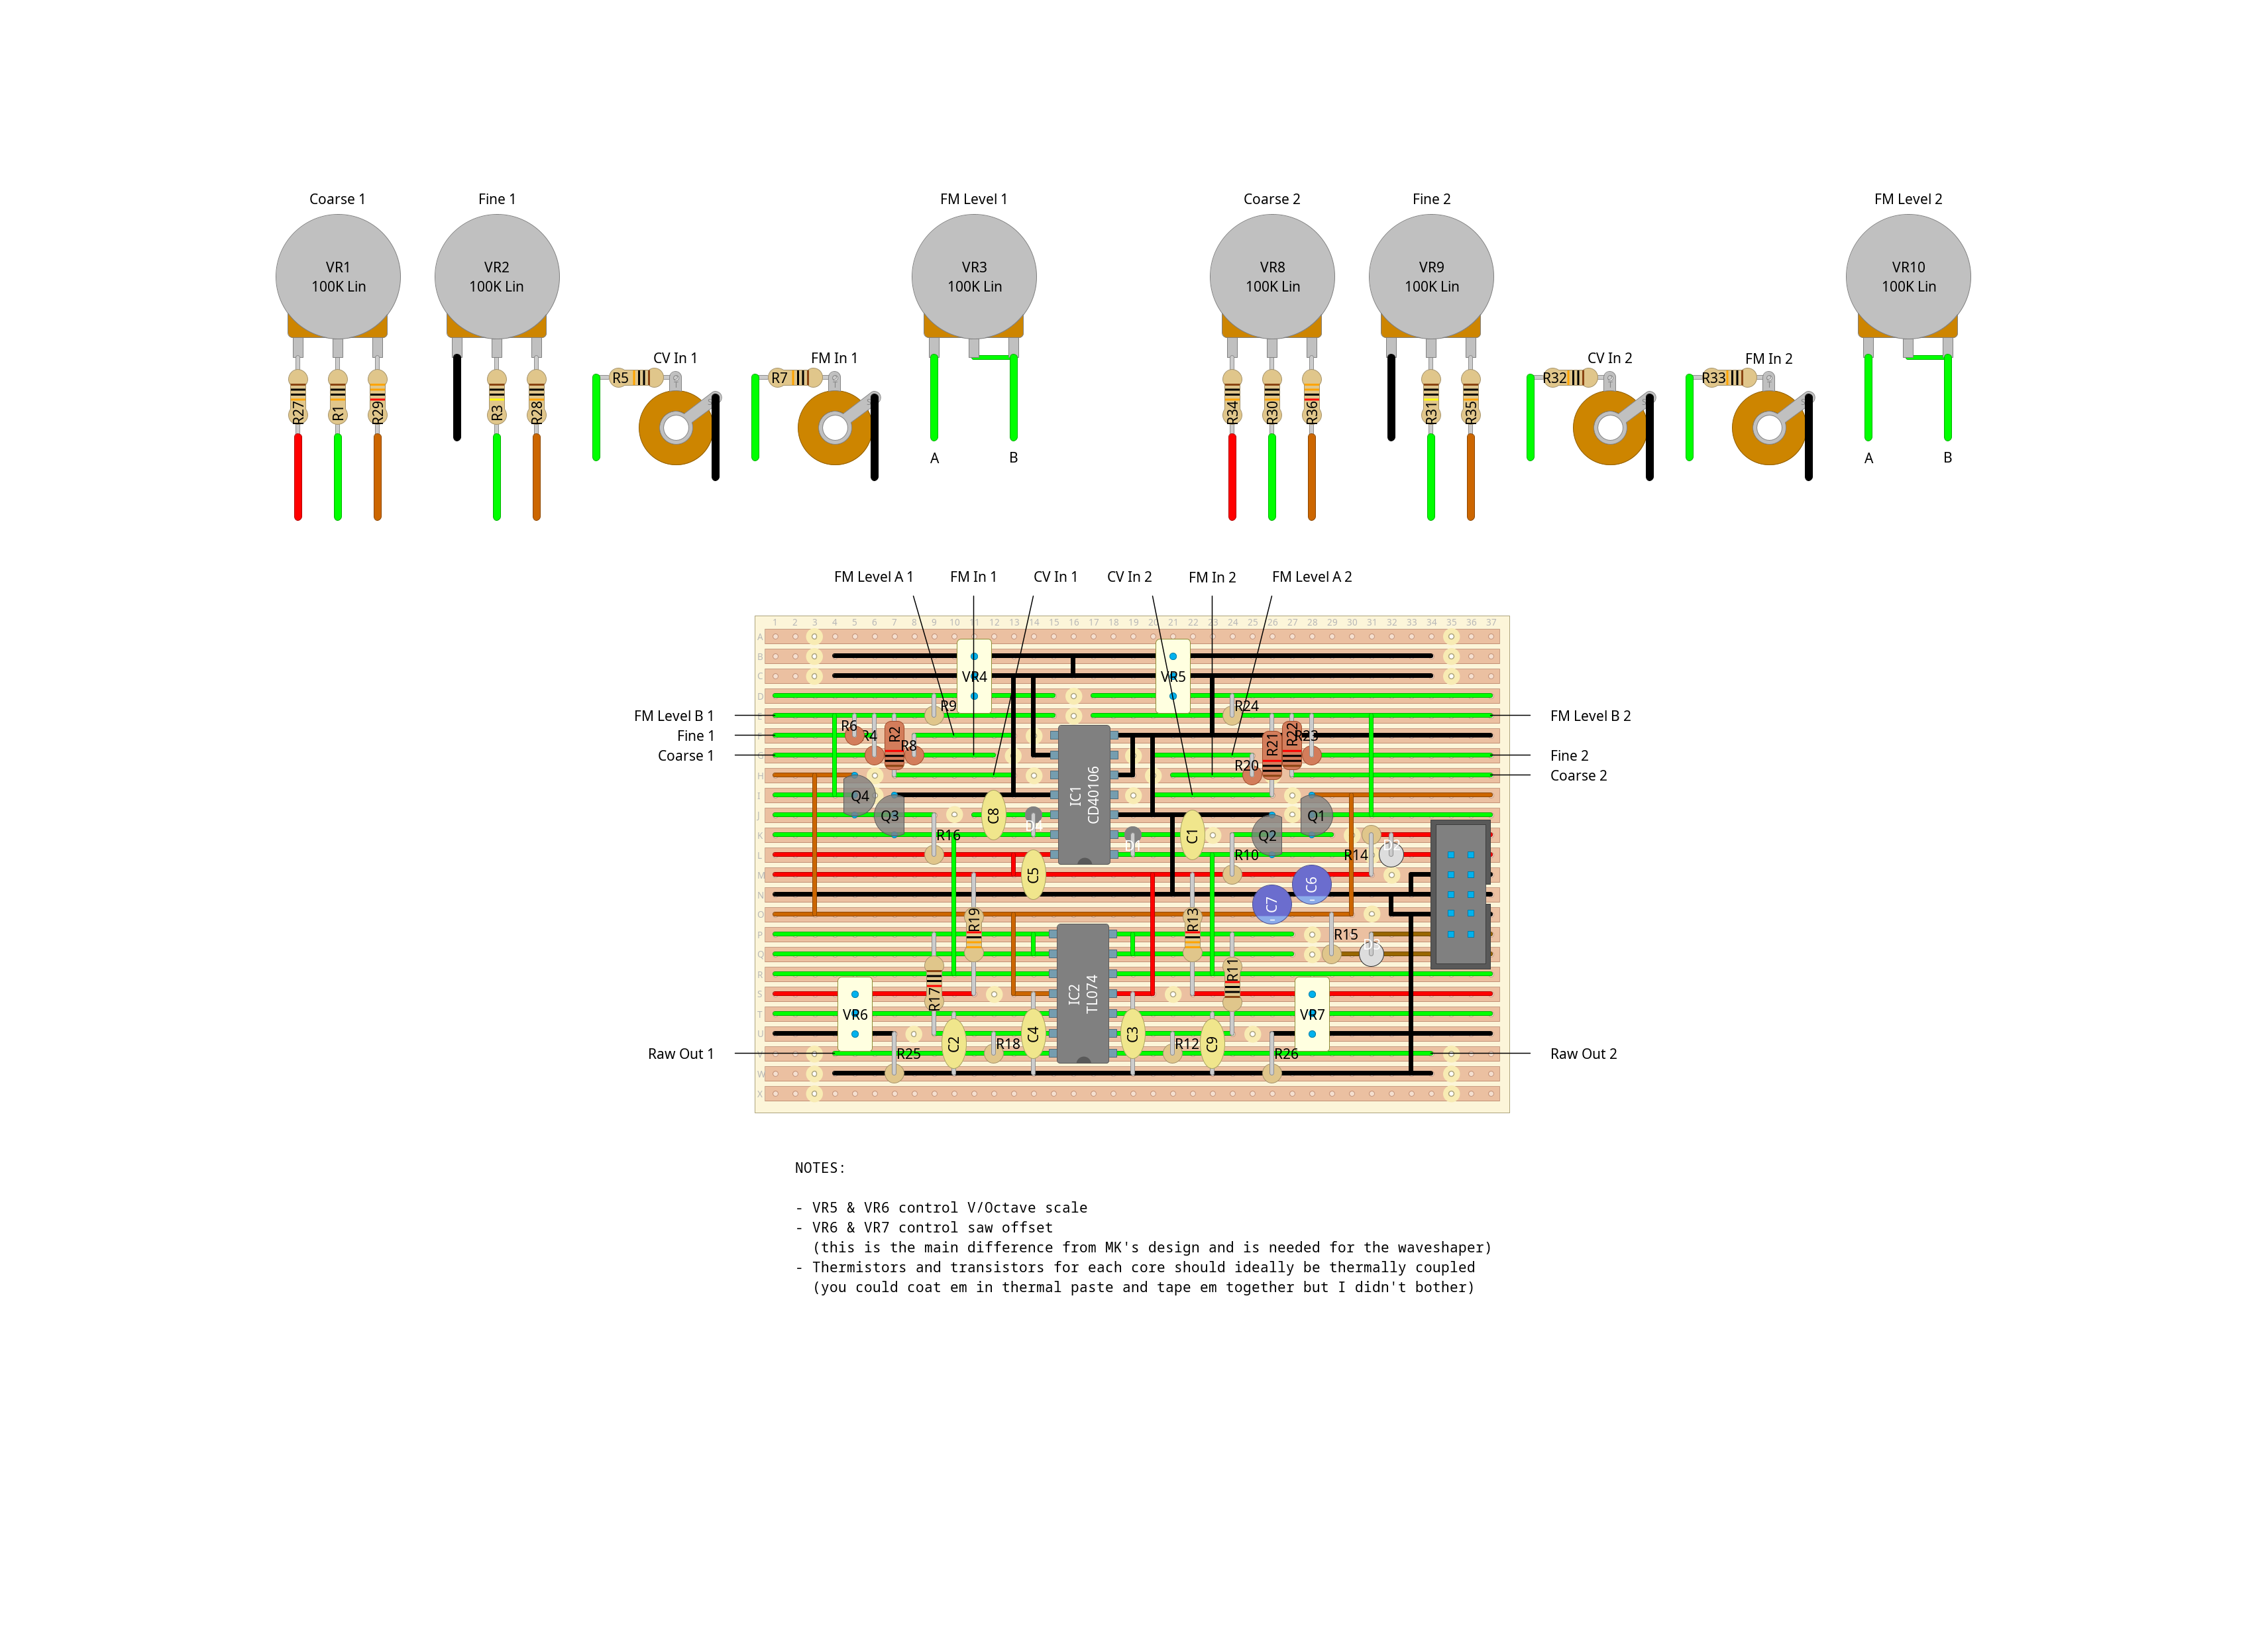 Coarse 1
Fine 1
FM Level 1
Coarse 2
Fine 2
FM Level 2
VR1
100K Lin
VR2
100K Lin
VR3
100K Lin
VR8
100K Lin
VR9
100K Lin
VR10
100K Lin
CV In 1
FM In 1
CV In 2
FM In 2
R27
R1
R29
R3
R28
R5
R7
R34
R30
R36
R31
R35
R32
R33
A
B
A
B
FM Level A 1
FM In 1
CV In 1
CV In 2
FM In 2
FM Level A 2
1 2 3 4 5 6 7 8 9 10 11 12 13 14 15 16 17 18 19 20 21 22 23 24 25 26 27 28 29 30 31 32 33 34 35 36 37
A
B
C
VR4
VR5
D
R9
R24
FM Level B 1
E
FM Level B 2
R6
Fine 1
F
R4
R2
R8
R21
R22
R23
Coarse 1
G
Fine 2
R20
H
Coarse 2
I
Q4
IC1
CD40106
J
Q3
C8
D4
C1
Q1
K
R16
D1
Q2
D2
L
R10
R14
M
C5
C6
N
C7
O
R19
R13
P
R15
D3
Q
R
R17
R11
S
IC2
TL074
T
VR6
VR7
U
C2
R18
C4
C3
R12
C9
Raw Out 1
V
R25
R26
Raw Out 2
W
X
NOTES:
- VR5 & VR6 control V/Octave scale
- VR6 & VR7 control saw offset
(this is the main difference from MK's design and is needed for the waveshaper)
- Thermistors and transistors for each core should ideally be thermally coupled
(you could coat em in thermal paste and tape em together but I didn't bother)